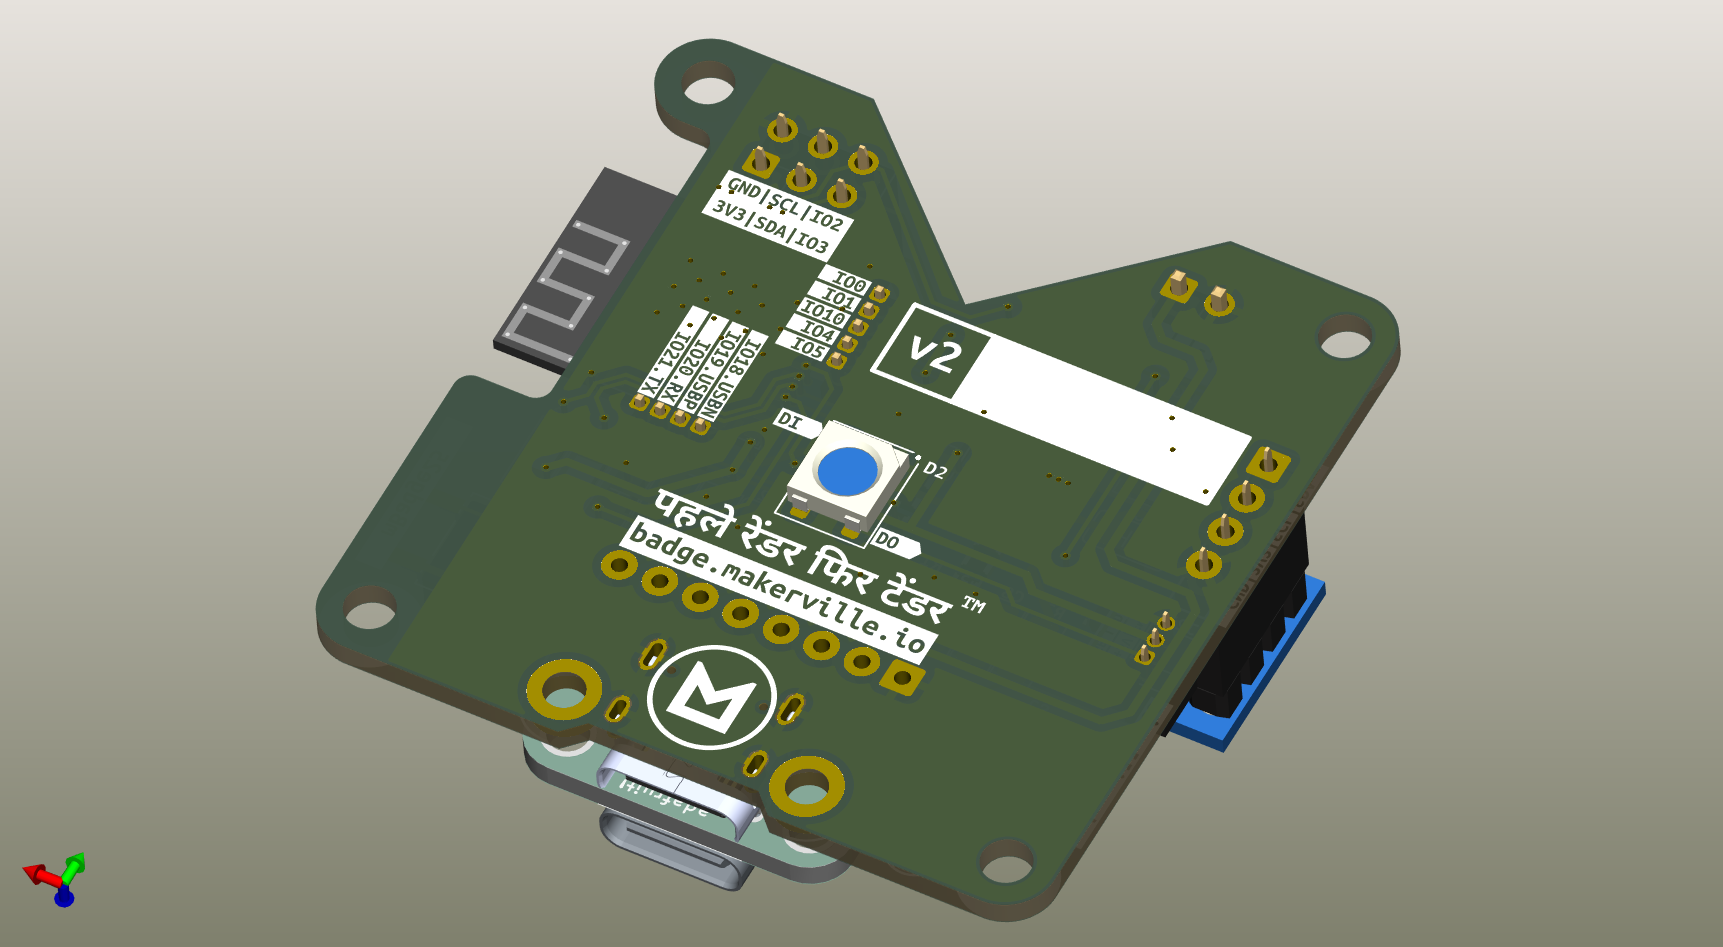 GND|SCL|IO2
3V3|SDA|IO3
IO0
IO1
IO10
IO4
IO5
IO21.TX
IO20.RX
IO19.USBP
IO18.USBN
v2
DI
D2
DO
पहले रेंडर फिर टेंडर ™
badge.makerville.io
adafruit